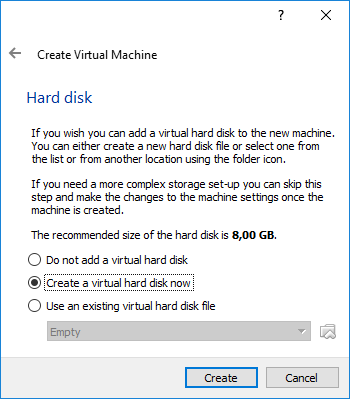 ?
Create Virtual Machine
Hard disk
If you wish you can add a virtual hard disk to the new machine.
You can either create a new hard disk file or select one from
the list or from another location using the folder icon.
If you need a more complex storage set-up you can skip this
step and make the changes to the machine settings once the
machine is created.
The recommended size of the hard disk is 8,00 GB.
Do not add a virtual hard disk
Create a virtual hard disk now
Use an existing virtual hard disk file
Empty
Create Cancel